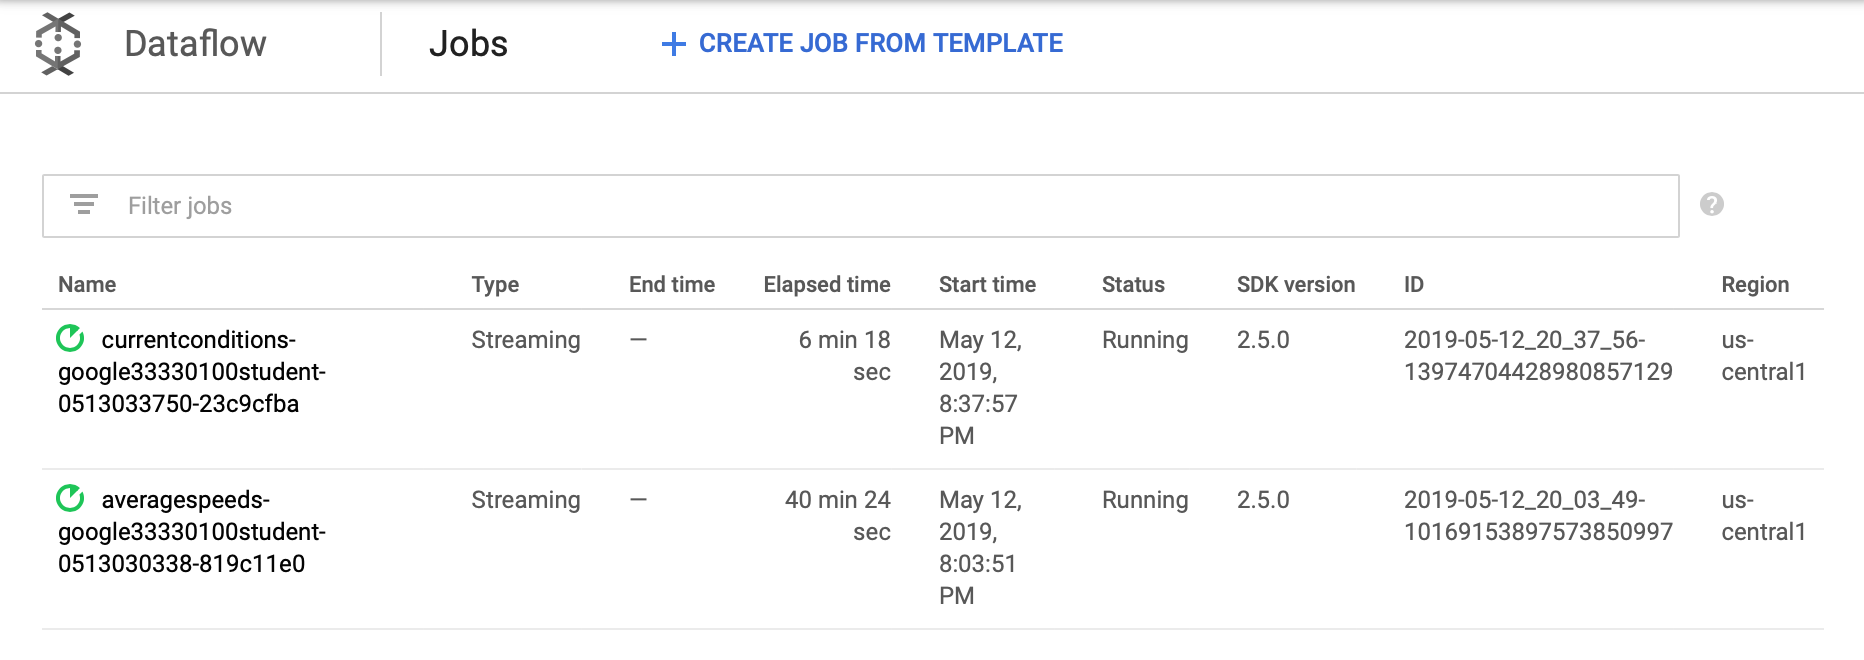 Dataflow Jobs + CREATE JOB FROM TEMPLATE
Filter jobs
Name Type End time Elapsed time Start time Status SDK version ID Region
currentconditions- Streaming — 6 min 18 May 12, Running 2.5.0 2019-05-12_20_37_56- us-
google33330100student- sec 2019, 13974704428980857129 central1
0513033750-23c9cfba 8:37:57
PM
averagespeeds- Streaming — 40 min 24 May 12, Running 2.5.0 2019-05-12_20_03_49- us-
google33330100student- sec 2019, 10169153897573850997 central1
0513030338-819c11e0 8:03:51
PM